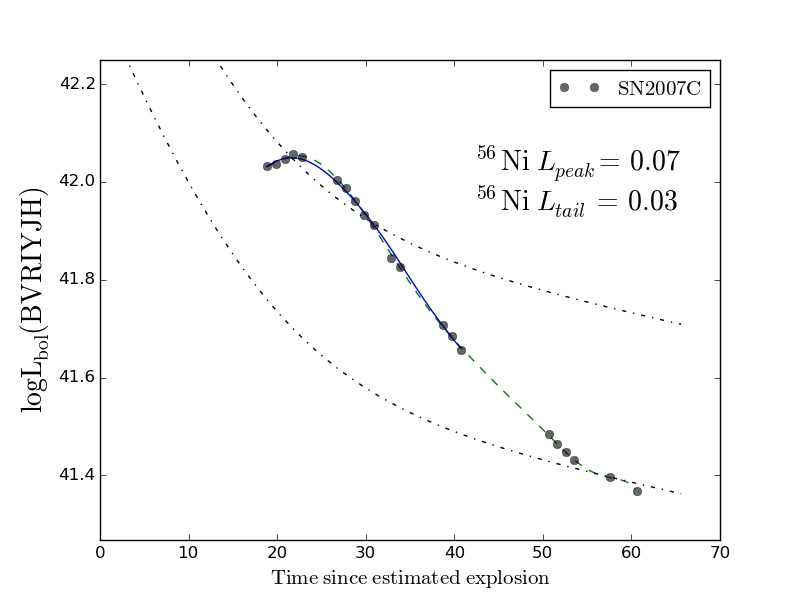 SN2007C
⁵⁶Ni L_peak = 0.07
⁵⁶Ni L_tail = 0.03
logL_bol(BVRIYJH)
42.2
42.0
41.8
41.6
41.4
0 10 20 30 40 50 60 70
Time since estimated explosion